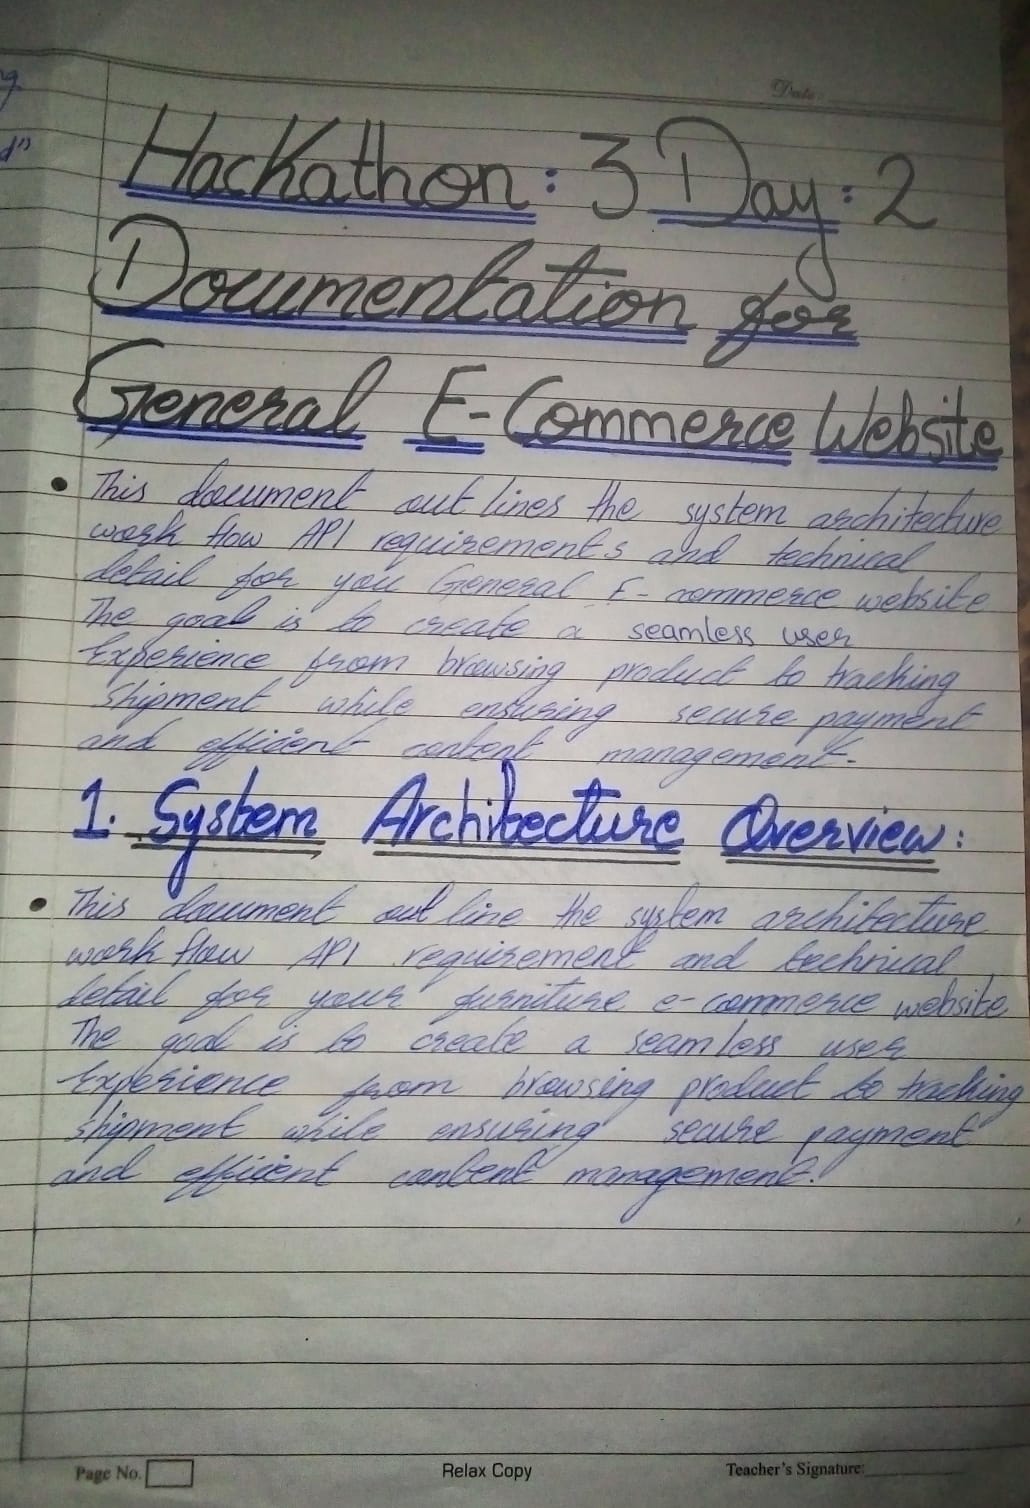 ng
d"
Date:
Hackathon: 3 Day: 2
Documentation for
General E-Commerce Website
• This document out lines the system architecture
work flow API requirements and technical
detail for you General E-commerce website
The goal is to create a seamless user
Experience from browsing product to tracking
shipment while ensuring secure payment
and efficient content management.
1. System Architecture Overview:
• This document out line the system architecture
work flow API requirement and technical
detail for your furniture e-commerce website
The goal is to create a seamless user
Experience from browsing product to tracking
shipment while ensuring secure payment
and efficient content management.
Page No.
Relax Copy
Teacher's Signature: